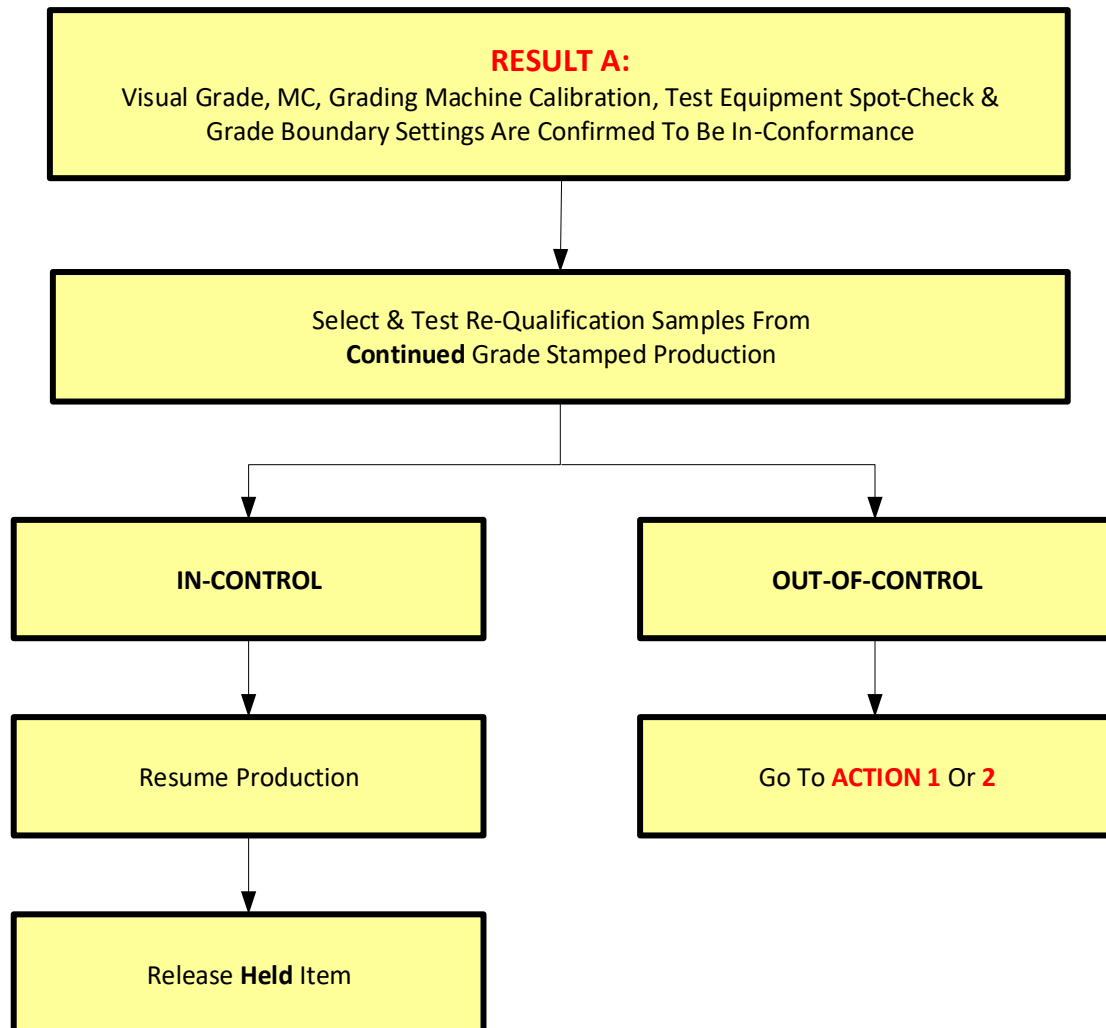 RESULT A:
Visual Grade, MC, Grading Machine Calibration, Test Equipment Spot-Check &
Grade Boundary Settings Are Confirmed To Be In-Conformance
Select & Test Re-Qualification Samples From
Continued Grade Stamped Production
IN-CONTROL
OUT-OF-CONTROL
Resume Production
Go To ACTION 1 Or 2
Release Held Item